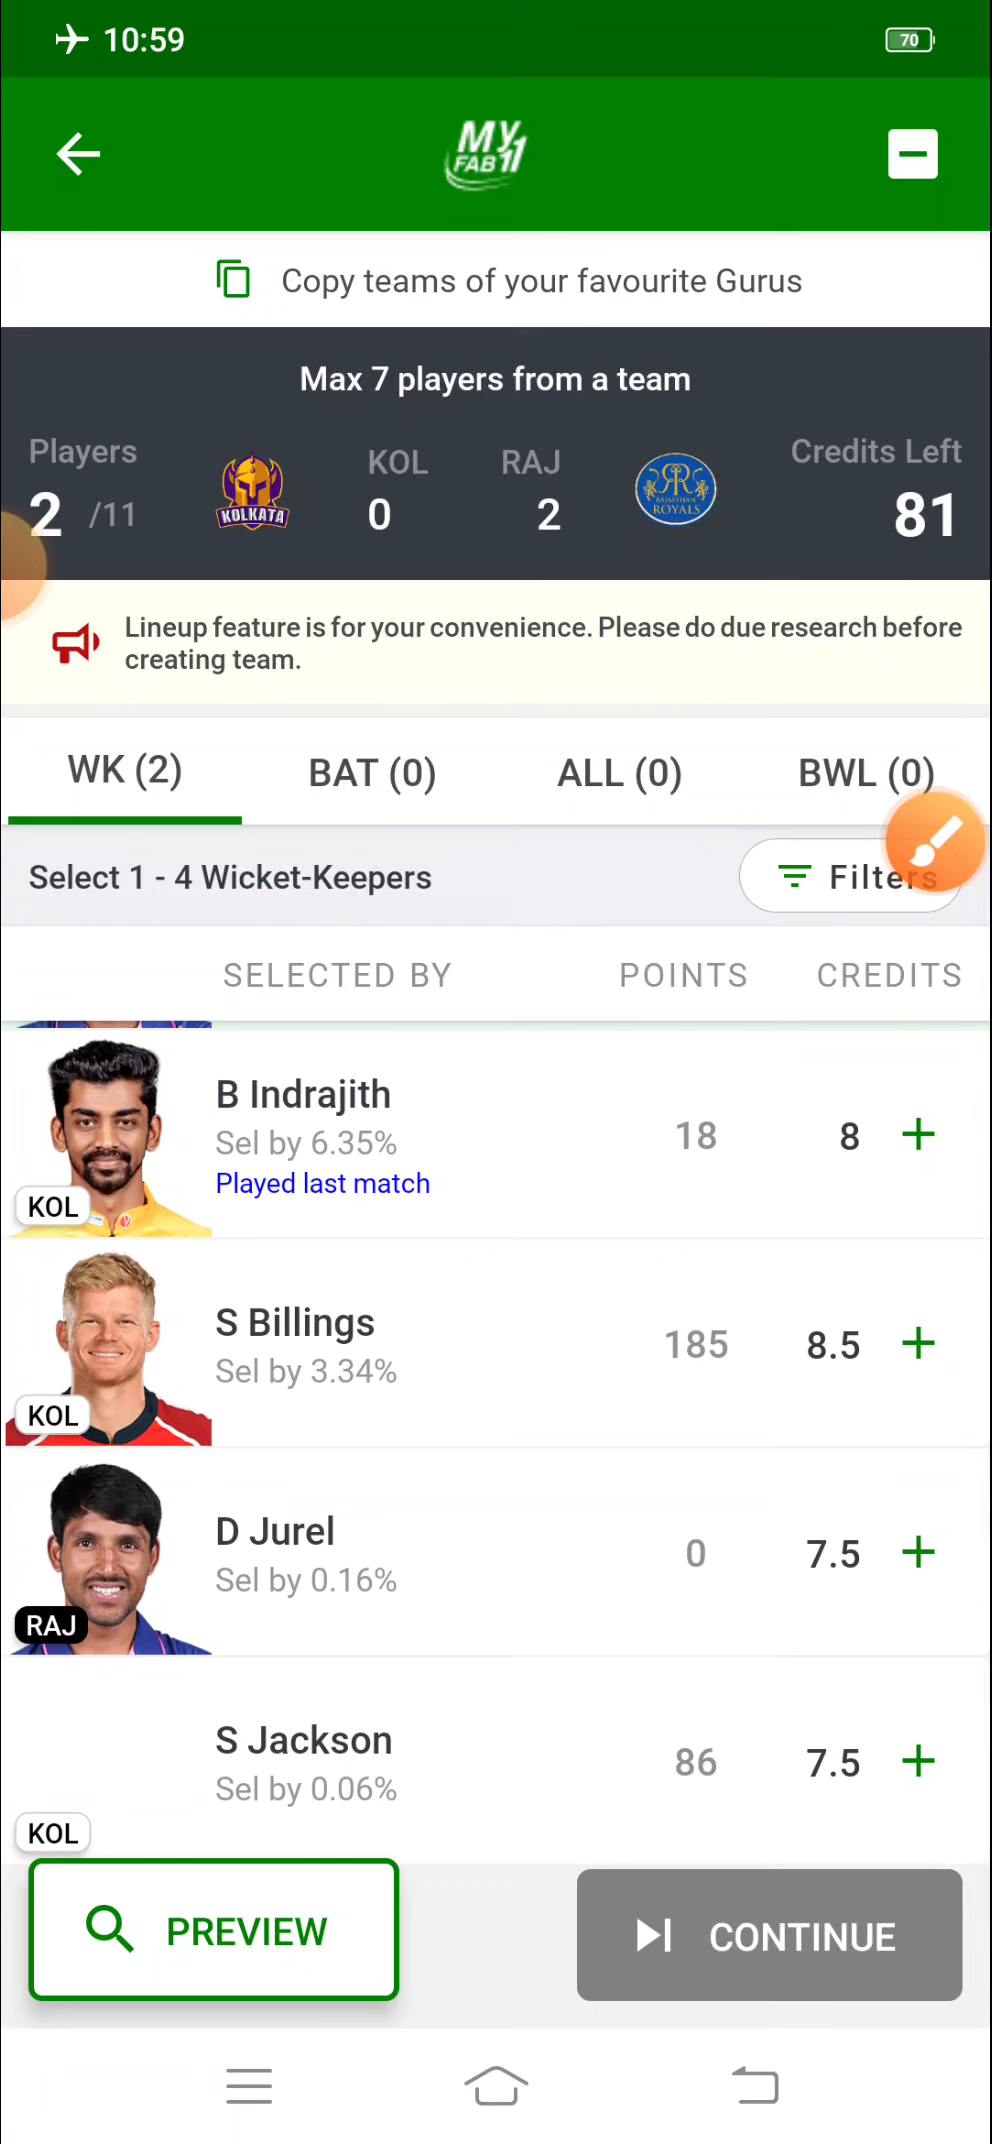 10:59
70
MY
FAB11
Copy teams of your favourite Gurus
Max 7 players from a team
Players
KOL
RAJ
Credits Left
2 /11
KOLKATA
0
2
RAJASTHAN
ROYALS
81
Lineup feature is for your convenience. Please do due research before
creating team.
WK (2)
BAT (0)
ALL (0)
BWL (0)
Select 1 - 4 Wicket-Keepers
Filters
SELECTED BY
POINTS
CREDITS
B Indrajith
Sel by 6.35%
Played last match
KOL
18
8
S Billings
Sel by 3.34%
KOL
185
8.5
D Jurel
Sel by 0.16%
RAJ
0
7.5
S Jackson
Sel by 0.06%
KOL
86
7.5
PREVIEW
CONTINUE